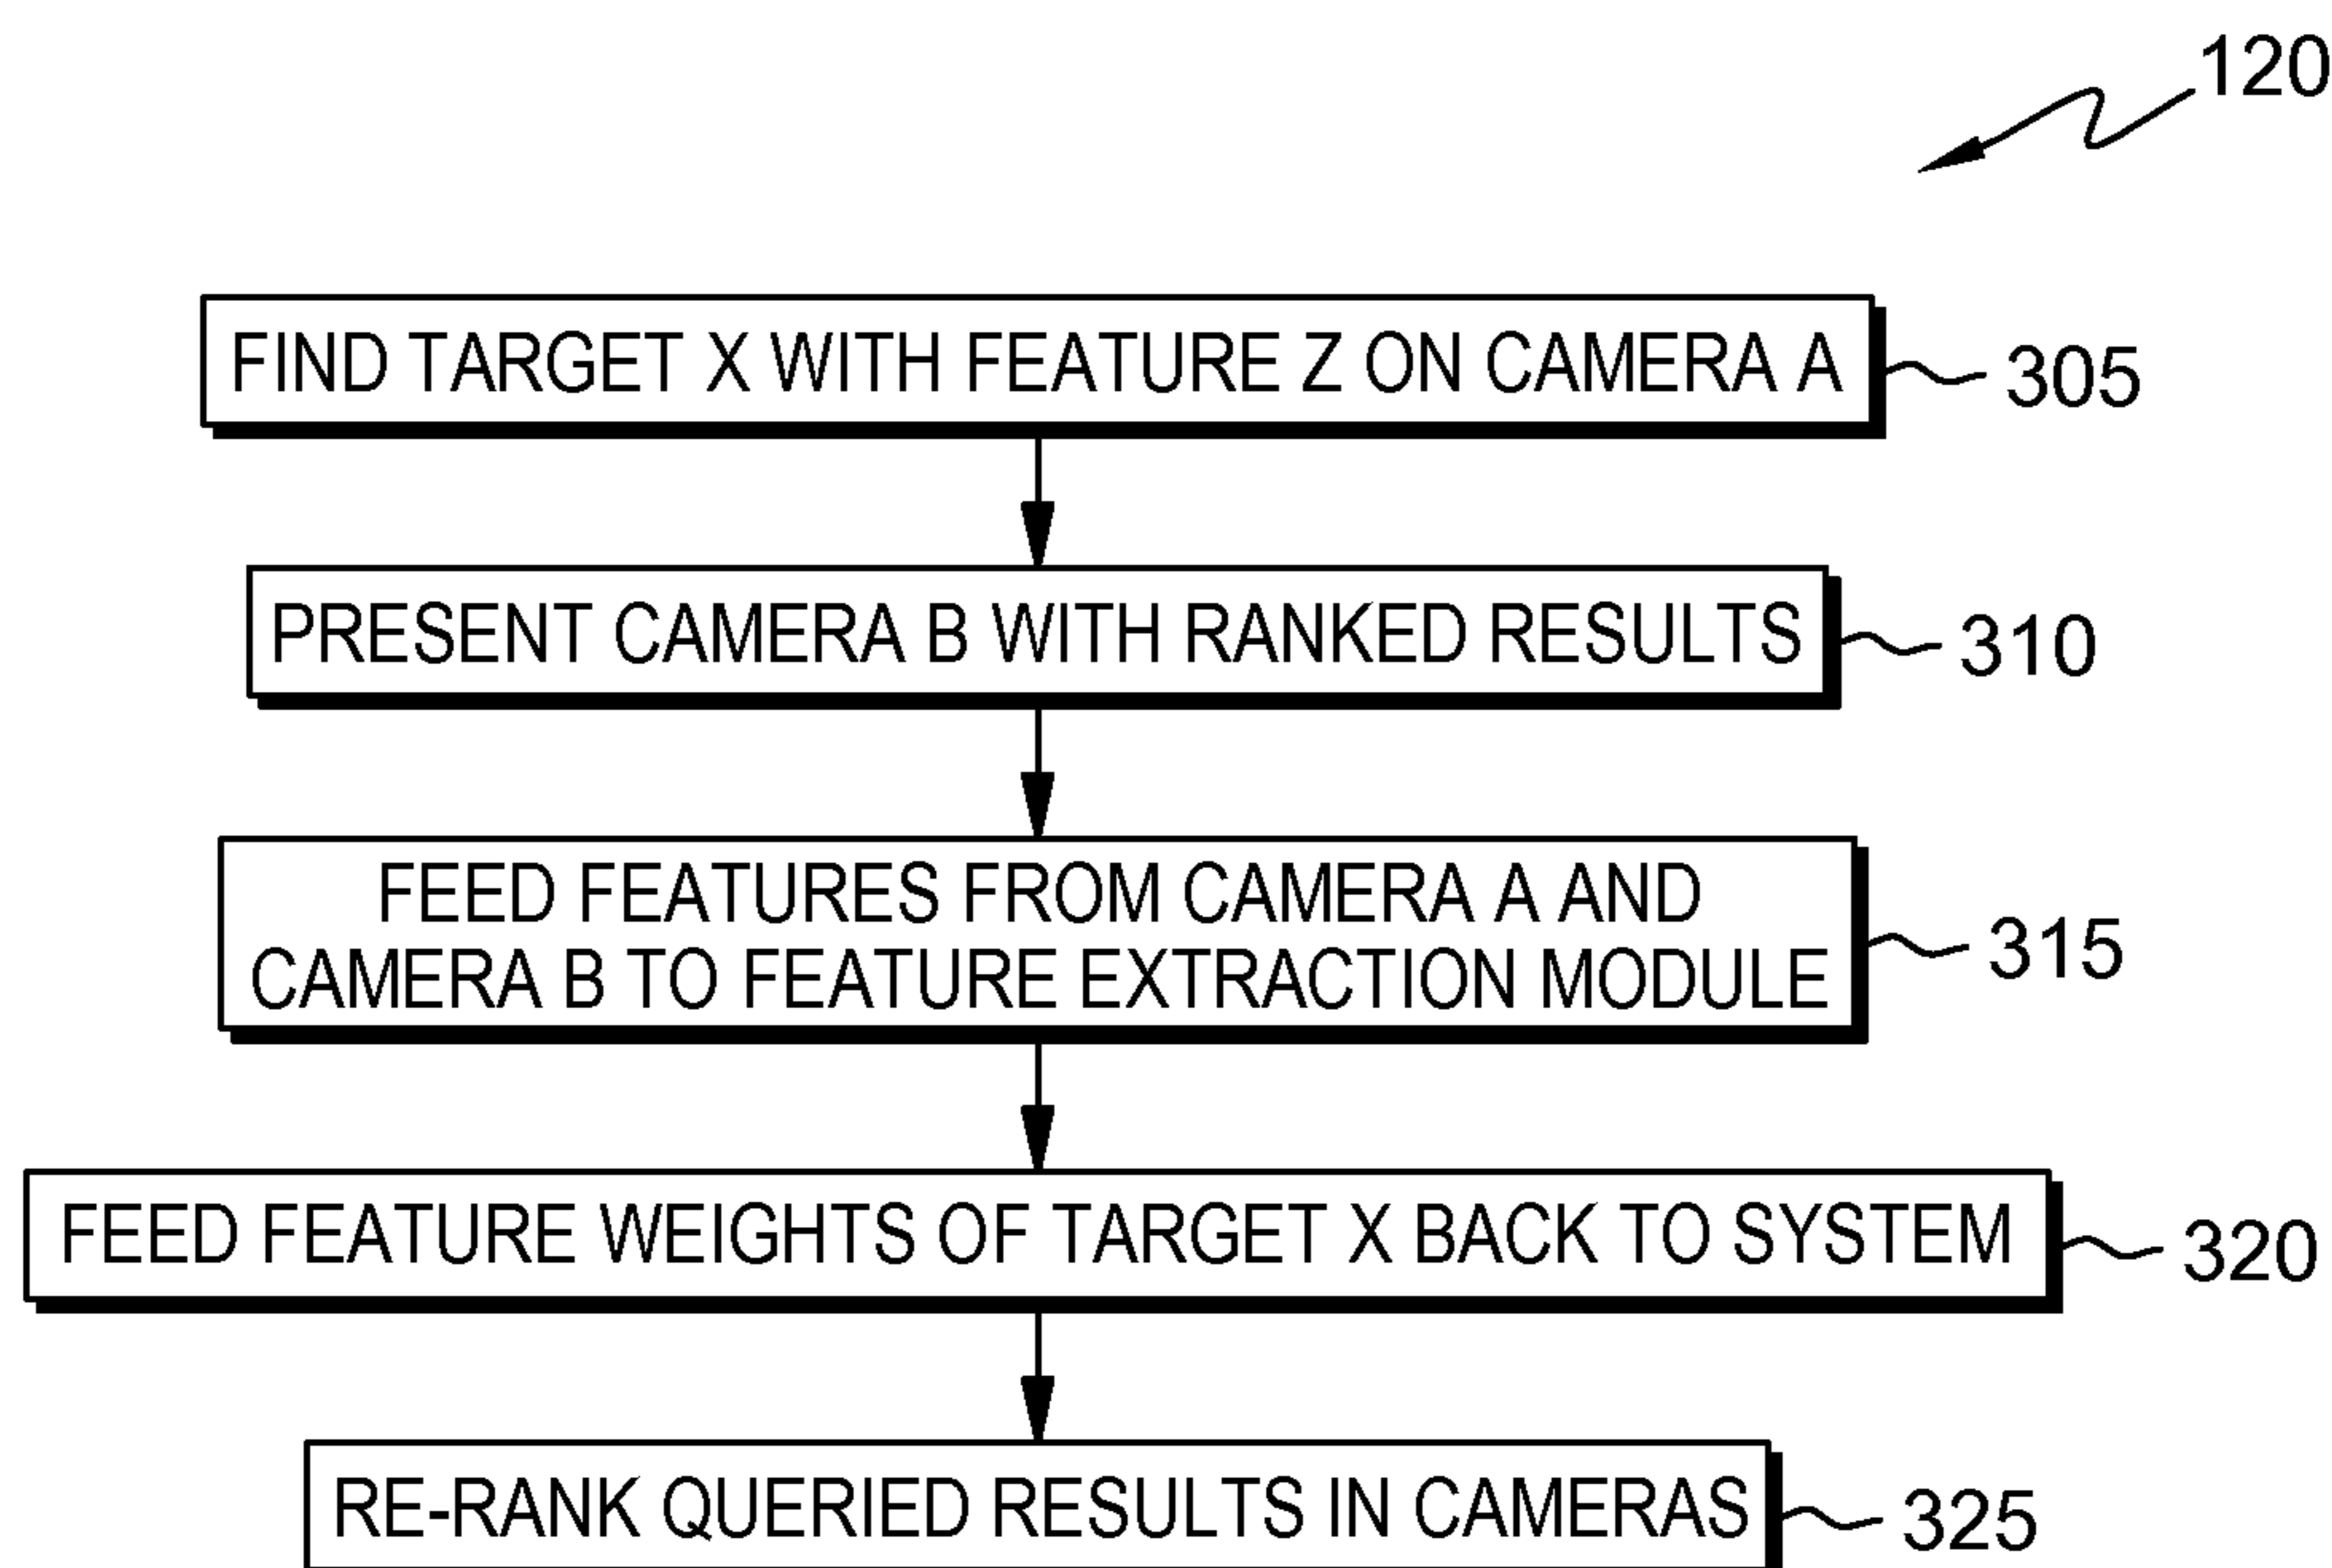 120
FIND TARGET X WITH FEATURE Z ON CAMERA A
305
PRESENT CAMERA B WITH RANKED RESULTS
310
FEED FEATURES FROM CAMERA A AND
CAMERA B TO FEATURE EXTRACTION MODULE
315
FEED FEATURE WEIGHTS OF TARGET X BACK TO SYSTEM
320
RE-RANK QUERIED RESULTS IN CAMERAS
325